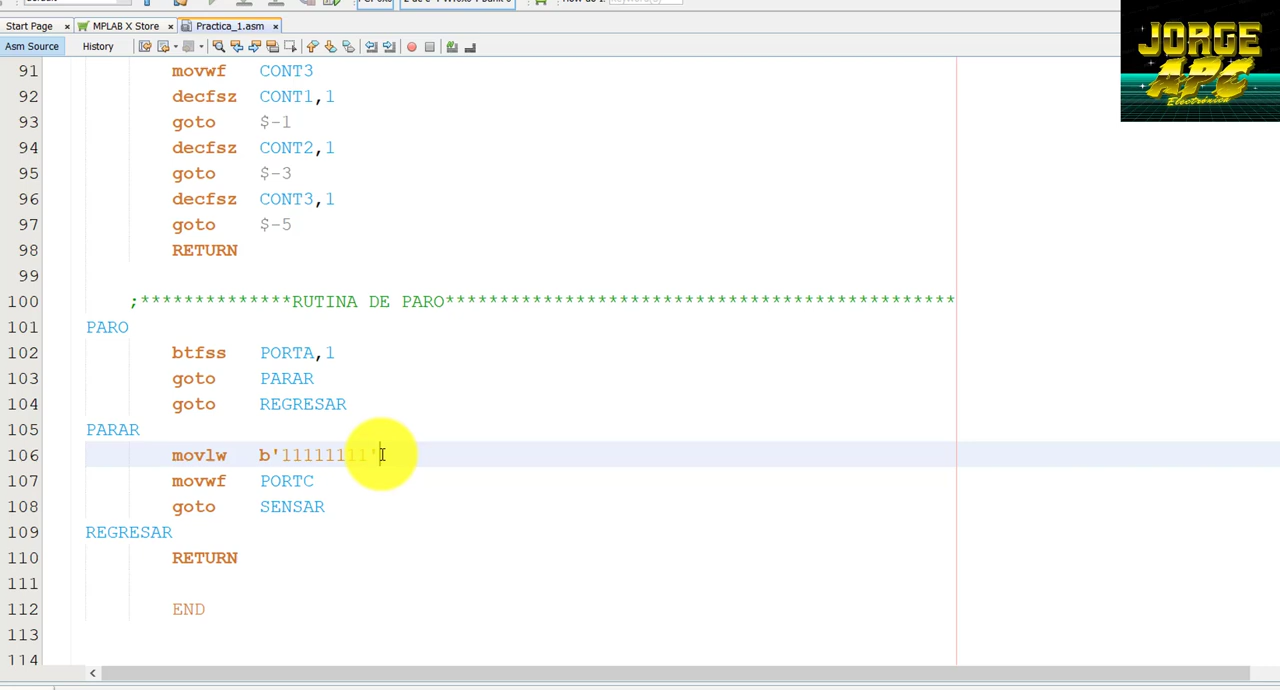 Start Page × MPLAB X Store × Practica_1.asm ×
Asm Source History
JORGE
APC
Electrónica
91 movwf CONT3
92 decfsz CONT1,1
93 goto $-1
94 decfsz CONT2,1
95 goto $-3
96 decfsz CONT3,1
97 goto $-5
98 RETURN
99
100 ;**************RUTINA DE PARO***********************************************
101 PARO
102 btfss PORTA,1
103 goto PARAR
104 goto REGRESAR
105 PARAR
106 movlw b'11111111'
107 movwf PORTC
108 goto SENSAR
109 REGRESAR
110 RETURN
111
112 END
113
114